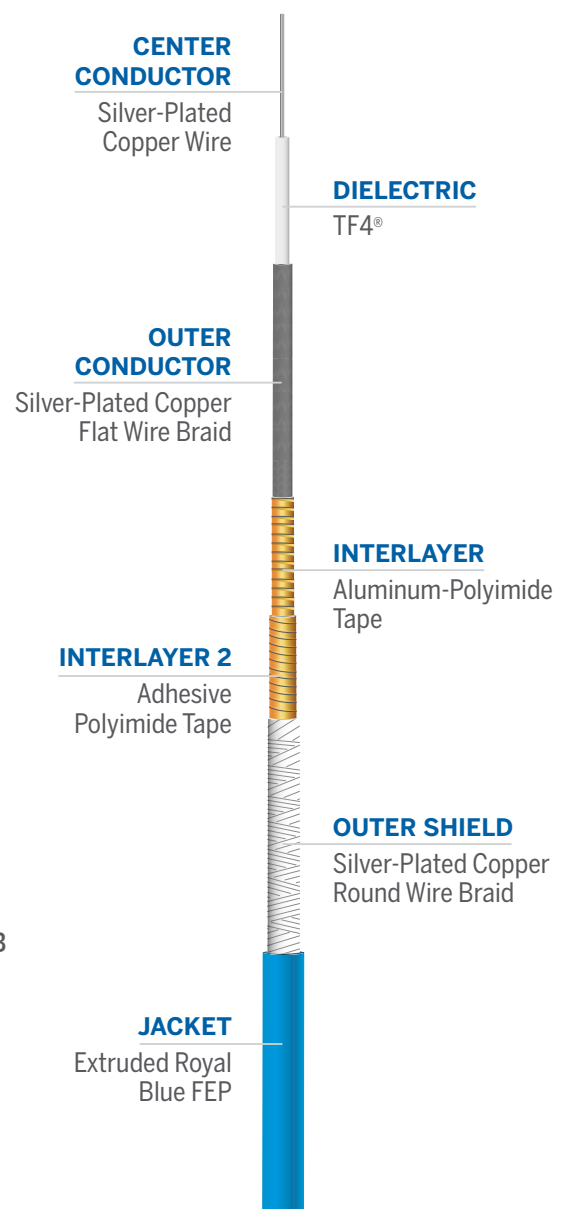 CENTER
CONDUCTOR
Silver-Plated
Copper Wire
DIELECTRIC
TF4®
OUTER
CONDUCTOR
Silver-Plated Copper
Flat Wire Braid
INTERLAYER
Aluminum-Polyimide
Tape
INTERLAYER 2
Adhesive
Polyimide Tape
OUTER SHIELD
Silver-Plated Copper
Round Wire Braid
3
JACKET
Extruded Royal
Blue FEP